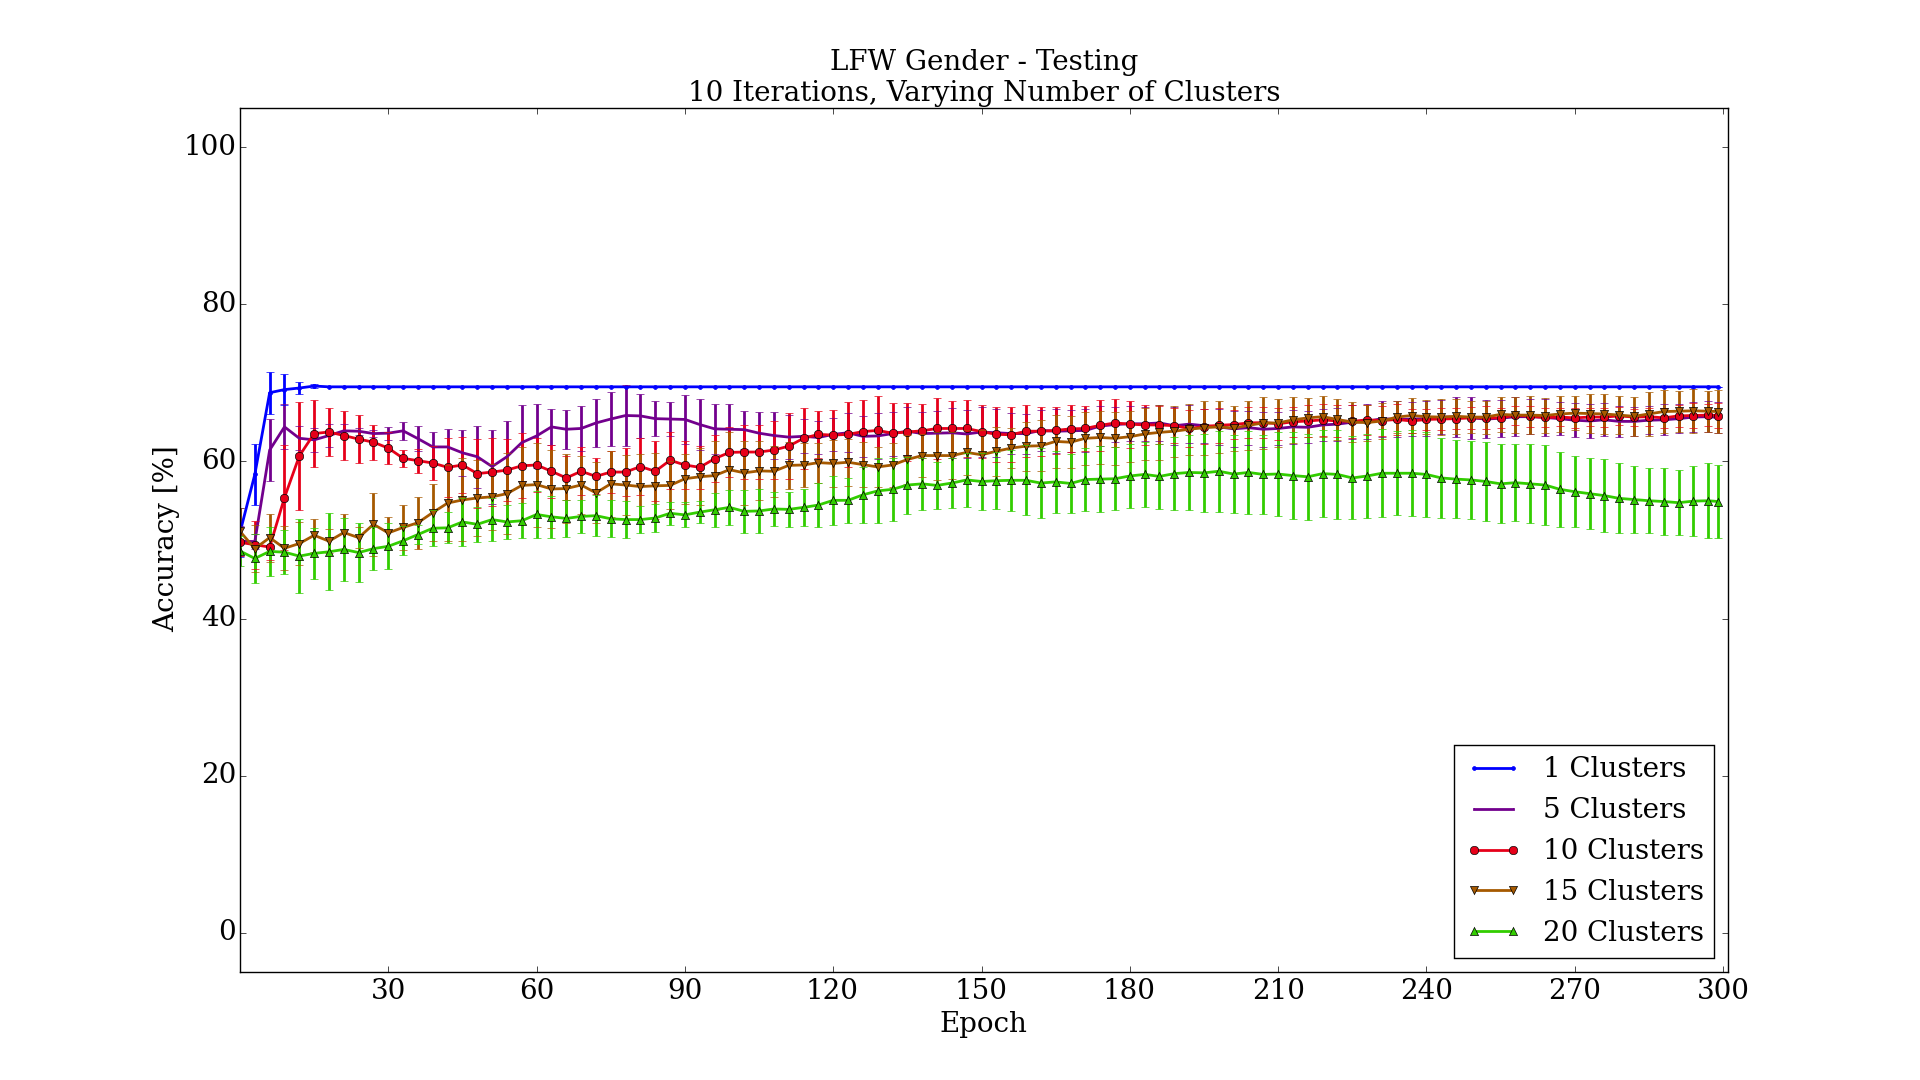 LFW Gender - Testing
10 Iterations, Varying Number of Clusters
100
80
60
40
20
0
Accuracy [%]
30 60 90 120 150 180 210 240 270 300
Epoch
1 Clusters
5 Clusters
10 Clusters
15 Clusters
20 Clusters